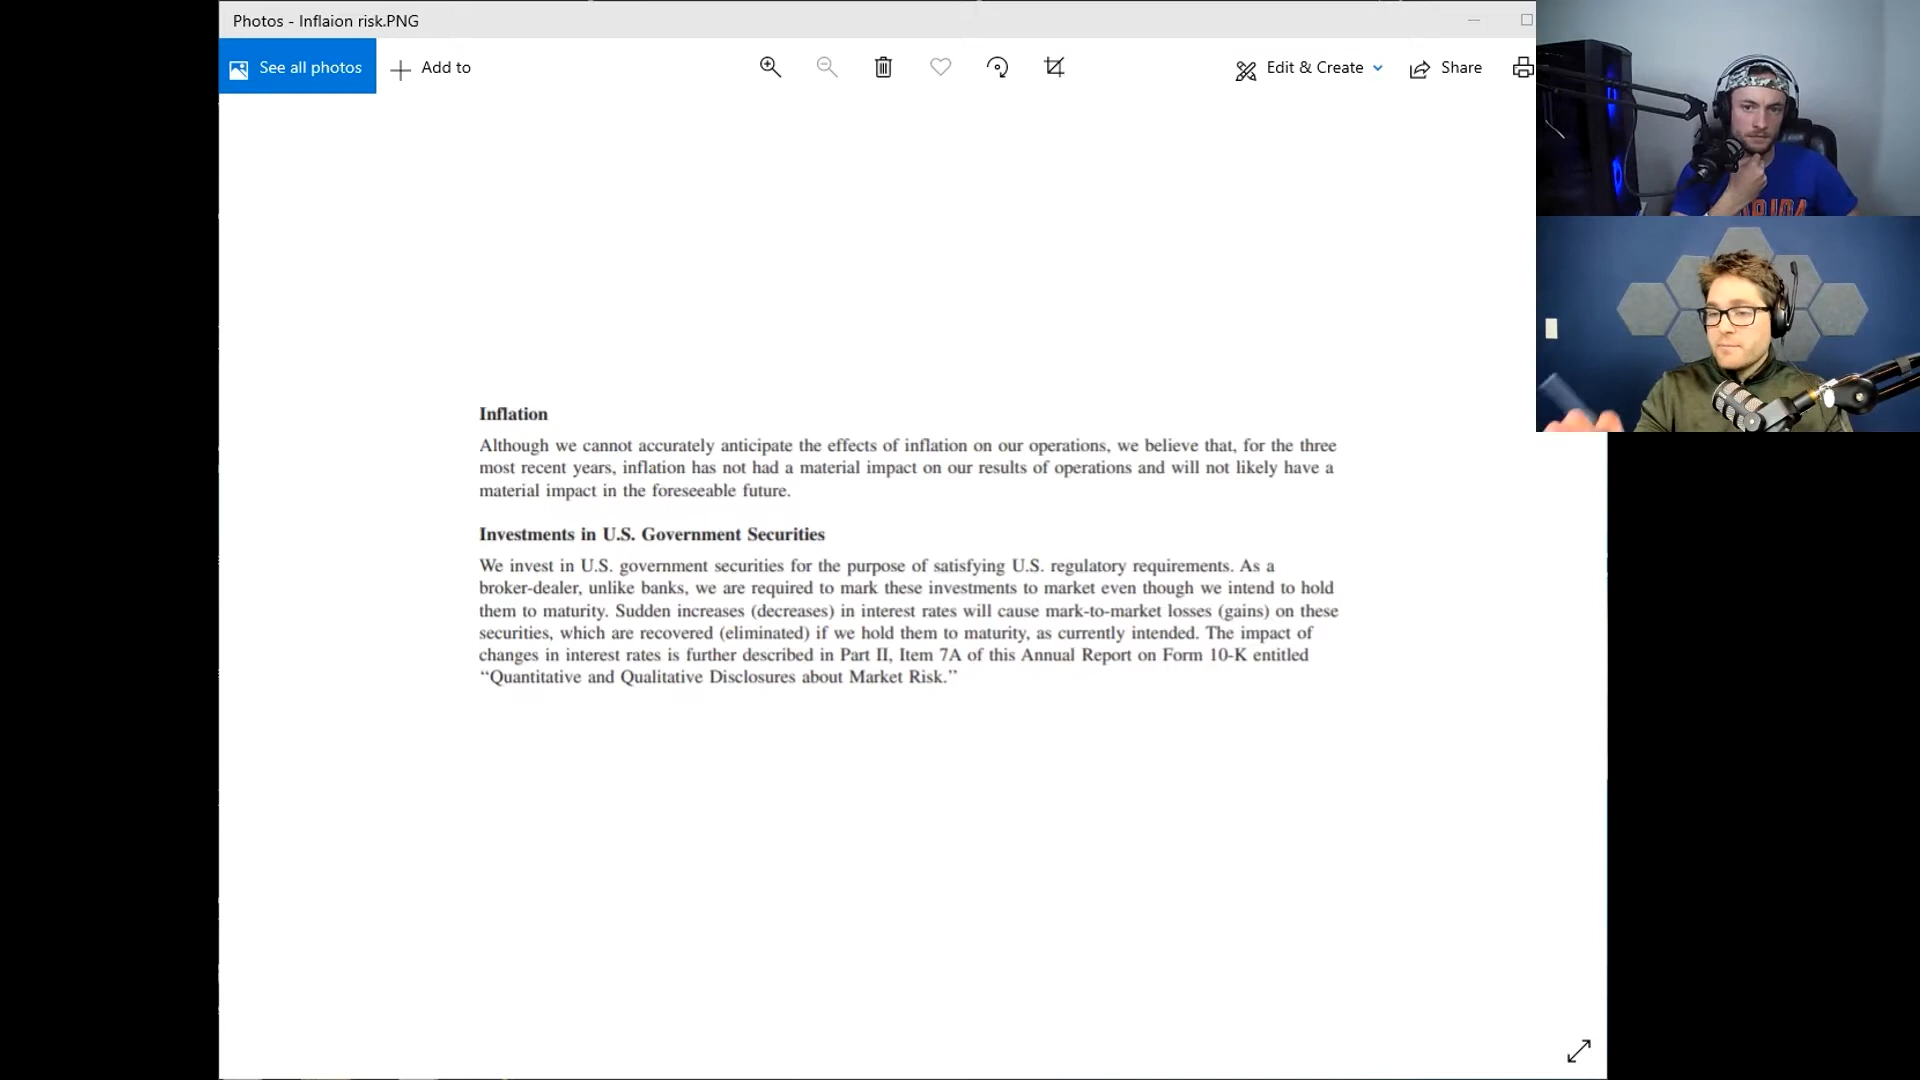 Photos - Inflaion risk.PNG
See all photos
Add to
Edit & Create
Share
Inflation
Although we cannot accurately anticipate the effects of inflation on our operations, we believe that, for the three
most recent years, inflation has not had a material impact on our results of operations and will not likely have a
material impact in the foreseeable future.
Investments in U.S. Government Securities
We invest in U.S. government securities for the purpose of satisfying U.S. regulatory requirements. As a
broker-dealer, unlike banks, we are required to mark these investments to market even though we intend to hold
them to maturity. Sudden increases (decreases) in interest rates will cause mark-to-market losses (gains) on these
securities, which are recovered (eliminated) if we hold them to maturity, as currently intended. The impact of
changes in interest rates is further described in Part II, Item 7A of this Annual Report on Form 10-K entitled
‘‘Quantitative and Qualitative Disclosures about Market Risk.’’